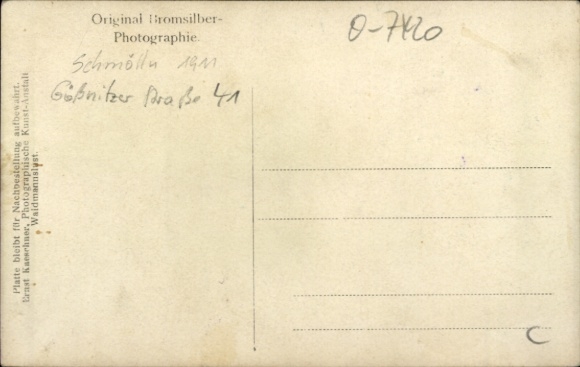 Original Bromsilber-
Photographie.
O-7420
Schmölln 1911
Gößnitzer Straße 41
Platte bleibt für Nachbestellung aufbewahrt.
Ernst Kaeschner, Photographische Kunst-Anstalt
Waidmannslust.
C